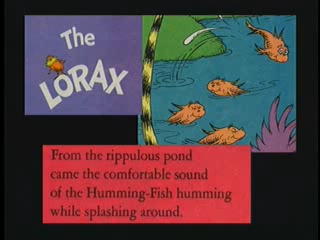 The
LORAX
From the rippulous pond
came the comfortable sound
of the Humming-Fish humming
while splashing around.